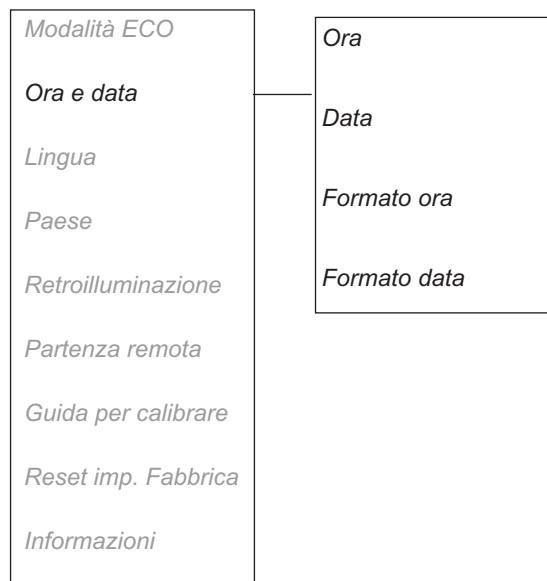 Modalità ECO
Ora e data
Lingua
Paese
Retroilluminazione
Partenza remota
Guida per calibrare
Reset imp. Fabbrica
Informazioni
Ora
Data
Formato ora
Formato data